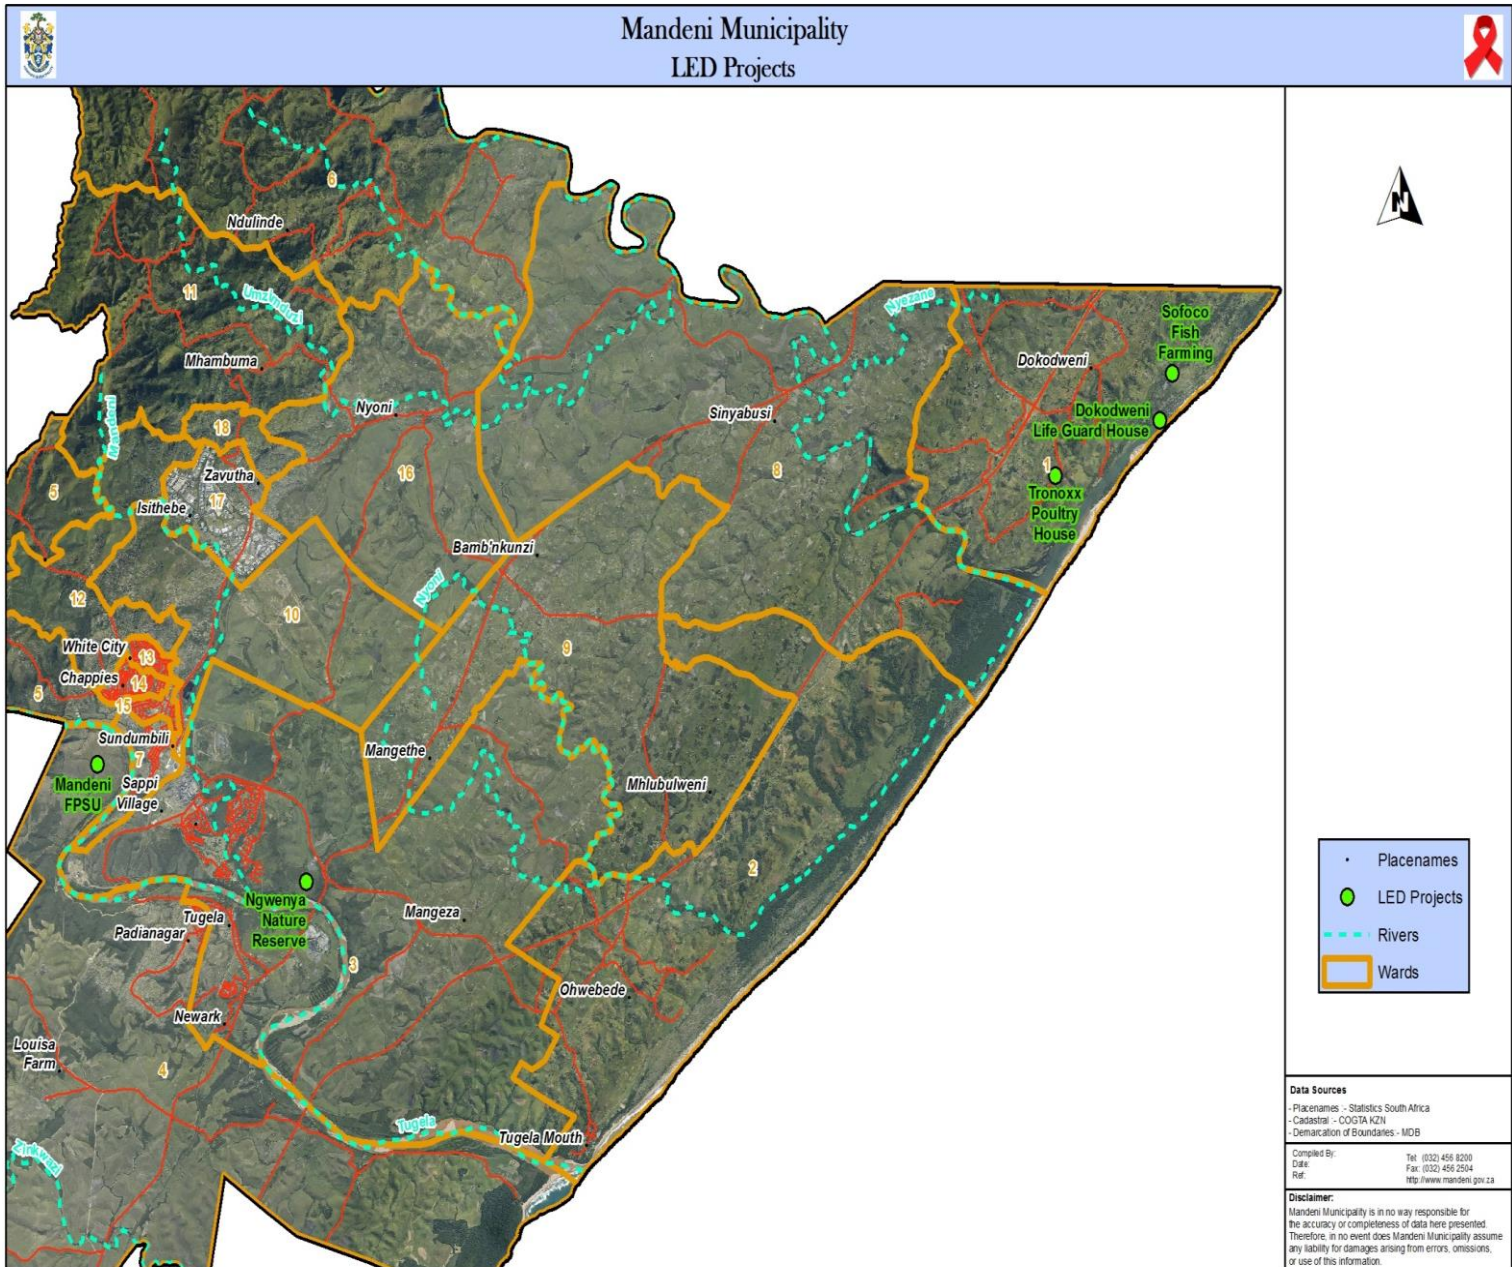 Mandeni Municipality
LED Projects
N
6
Ndulinde
11
Umzivnduzi
Nyezane
Sofoco
Fish
Farming
Mhambuma
Dokodweni
Mandeni
Nyoni
Sinyabusi
Dokodweni
Life Guard House
18
Zavutha
16
8
1
5
17
Isithebe
Tronoxx
Poultry
House
Bamb'nkunzi
Nyoni
12
10
9
White City
13
Chappies
14
5
15
Sundumbili
7
Mangethe
Mandeni
FPSU
Sappi
Village
Mhlubulweni
2
Ngwenya
Nature
Reserve
Tugela
Padianagar
Mangeza
3
Ohwebede
Newark
Louisa
Farm
4
Tugela
Tugela Mouth
Zinkwazi
Placenames
LED Projects
Rivers
Wards
Data Sources
- Placenames :- Statistics South Africa
- Cadastral :- COGTA KZN
- Demarcation of Boundaries :- MDB
Compiled By:
Date:
Ref:
Tel: (032) 456 8200
Fax: (032) 456 2504
http://www.mandeni.gov.za
Disclaimer:
Mandeni Municipality is in no way responsible for
the accuracy or completeness of data here presented.
Therefore, in no event does Mandeni Municipality assume
any liability for damages arising from errors, omissions,
or use of this information.